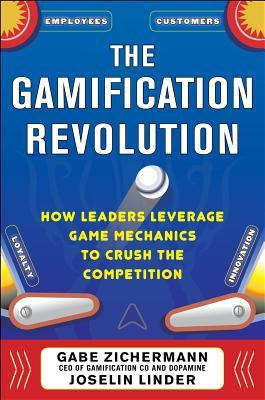 EMPLOYEES
CUSTOMERS
THE
GAMIFICATION
REVOLUTION
HOW LEADERS LEVERAGE
GAME MECHANICS
TO CRUSH THE
COMPETITION
LOYALTY
INNOVATION
GABE ZICHERMANN
CEO OF GAMIFICATION CO AND DOPAMINE
JOSELIN LINDER